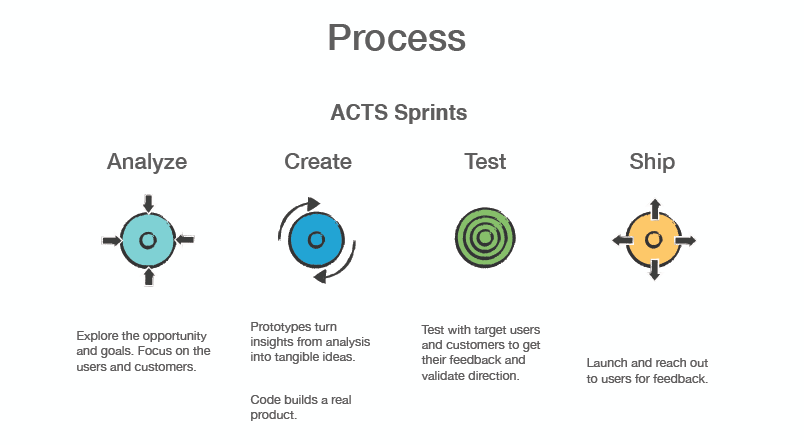 Process
ACTS Sprints
Analyze
Create
Test
Ship
Explore the opportunity
and goals. Focus on the
users and customers.
Prototypes turn
insights from analysis
into tangible ideas.
Code builds a real
product.
Test with target users
and customers to get
their feedback and
validate direction.
Launch and reach out
to users for feedback.